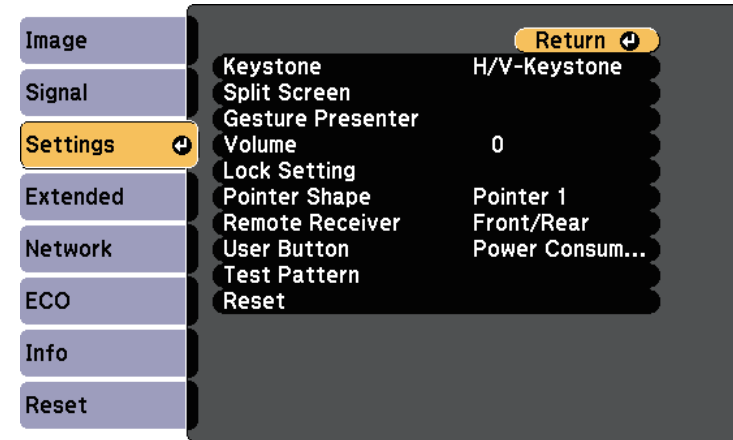 Image
Signal
Settings
Extended
Network
ECO
Info
Reset
Return
Keystone H/V-Keystone
Split Screen
Gesture Presenter
Volume 0
Lock Setting
Pointer Shape Pointer 1
Remote Receiver Front/Rear
User Button Power Consum...
Test Pattern
Reset